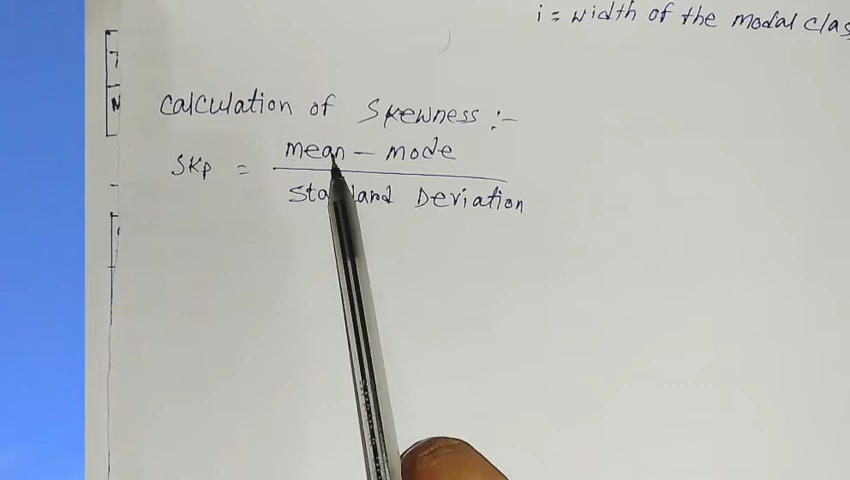 i = width of the modal clas
Calculation of Skewness :-
SKp = mean - mode
Standard Deviation